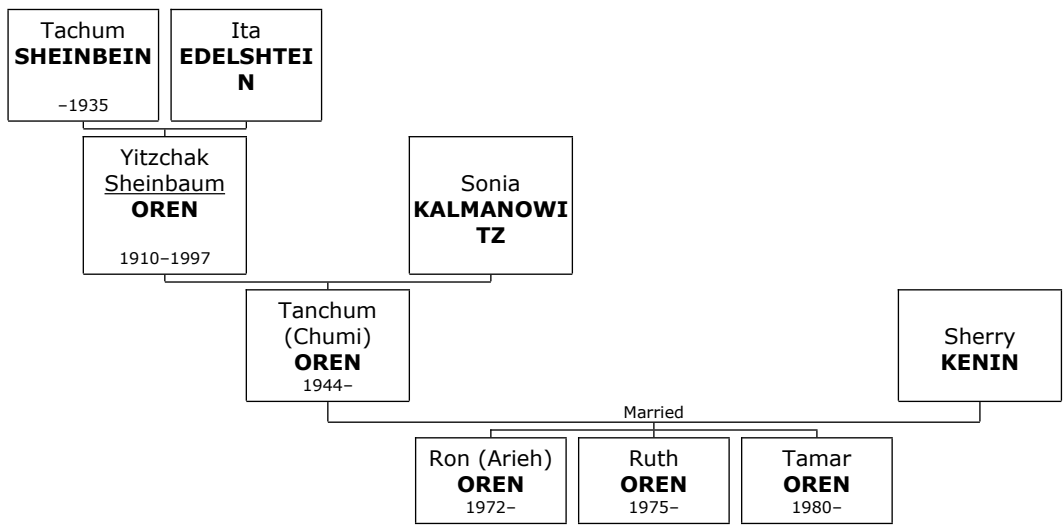 Tachum
SHEINBEIN
–1935
Ita
EDELSHTEI
N
Yitzchak
Sheinbaum
OREN
1910–1997
Sonia
KALMANOWI
TZ
Tanchum
(Chumi)
OREN
1944–
Sherry
KENIN
Married
Ron (Arieh)
OREN
1972–
Ruth
OREN
1975–
Tamar
OREN
1980–